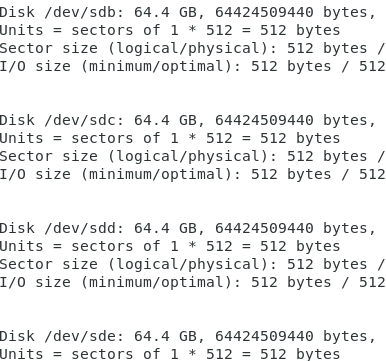 Disk /dev/sdb: 64.4 GB, 64424509440 bytes,
Units = sectors of 1 * 512 = 512 bytes
Sector size (logical/physical): 512 bytes /
I/O size (minimum/optimal): 512 bytes / 512
Disk /dev/sdc: 64.4 GB, 64424509440 bytes,
Units = sectors of 1 * 512 = 512 bytes
Sector size (logical/physical): 512 bytes /
I/O size (minimum/optimal): 512 bytes / 512
Disk /dev/sdd: 64.4 GB, 64424509440 bytes,
Units = sectors of 1 * 512 = 512 bytes
Sector size (logical/physical): 512 bytes /
I/O size (minimum/optimal): 512 bytes / 512
Disk /dev/sde: 64.4 GB, 64424509440 bytes,
Units = sectors of 1 * 512 = 512 bytes